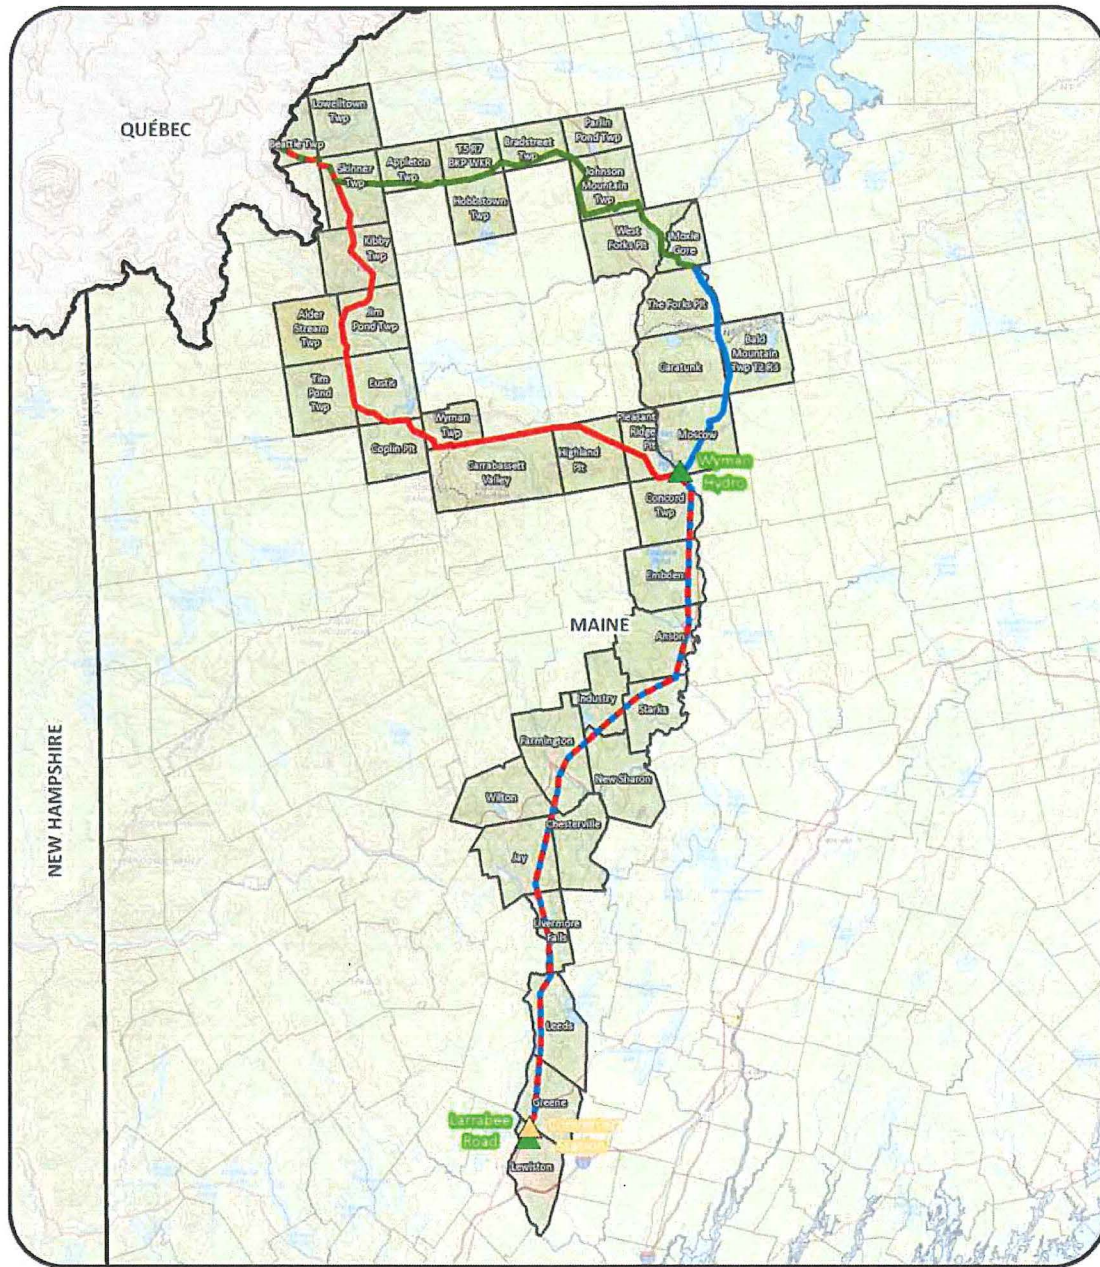 QUÉBEC
Lowelltown
Twp
Beattie Twp
Skinner
Twp
Appleton
Twp
T5 R7
BKP WKR
Bradstreet
Twp
Parlin
Pond Twp
Hobbstown
Twp
Johnson
Mountain
Twp
West
Forks Plt
Moxie
Gore
Kibby
Twp
Alder
Stream
Twp
Jim
Pond Twp
The Forks Plt
Caratunk
Bald
Mountain
Twp T2 R3
Tim
Pond
Twp
Eustis
Coplin Plt
Wyman
Twp
Carrabassett
Valley
Highland
Plt
Pleasant
Ridge
Plt
Moscow
Wyman
Hydro
Concord
Twp
Embden
MAINE
Anson
Industry
Starks
Farmington
New Sharon
NEW HAMPSHIRE
Wilton
Chesterville
Jay
Livermore
Falls
Leeds
Greene
Larrabee
Road
Lewiston